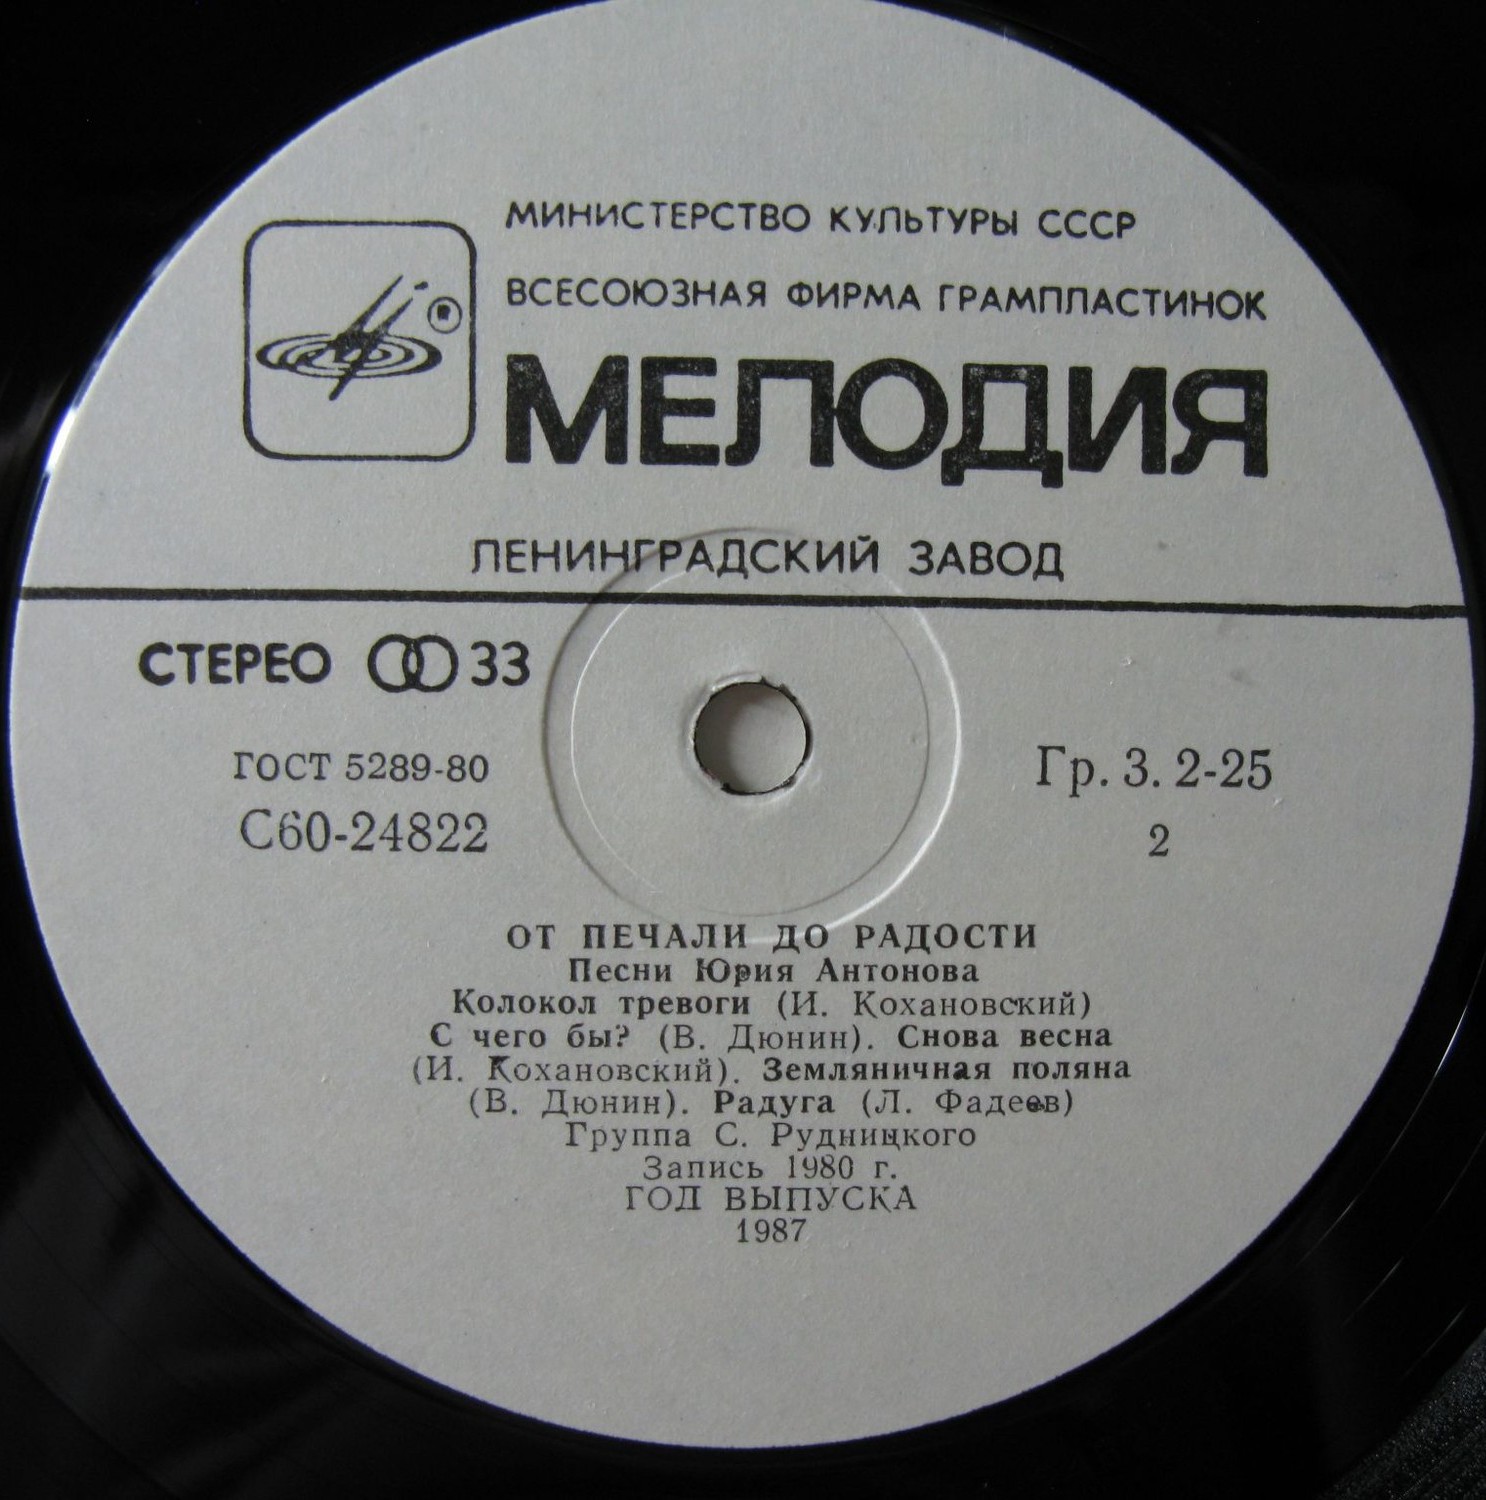 МИНИСТЕРСТВО КУЛЬТУРЫ СССР
ВСЕСОЮЗНАЯ ФИРМА ГРАМПЛАСТИНОК
®
МЕЛОДИЯ
ЛЕНИНГРАДСКИЙ ЗАВОД
СТЕРЕО 33
ГОСТ 5289-80
Гр. 3. 2-25
С60-24822
2
ОТ ПЕЧАЛИ ДО РАДОСТИ
Песни Юрия Антонова
Колокол тревоги (И. Кохановский)
С чего бы? (В. Дюнин). Снова весна
(И. Кохановский). Земляничная поляна
(В. Дюнин). Радуга (Л. Фадеев)
Группа С. Рудницкого
Запись 1980 г.
ГОД ВЫПУСКА
1987